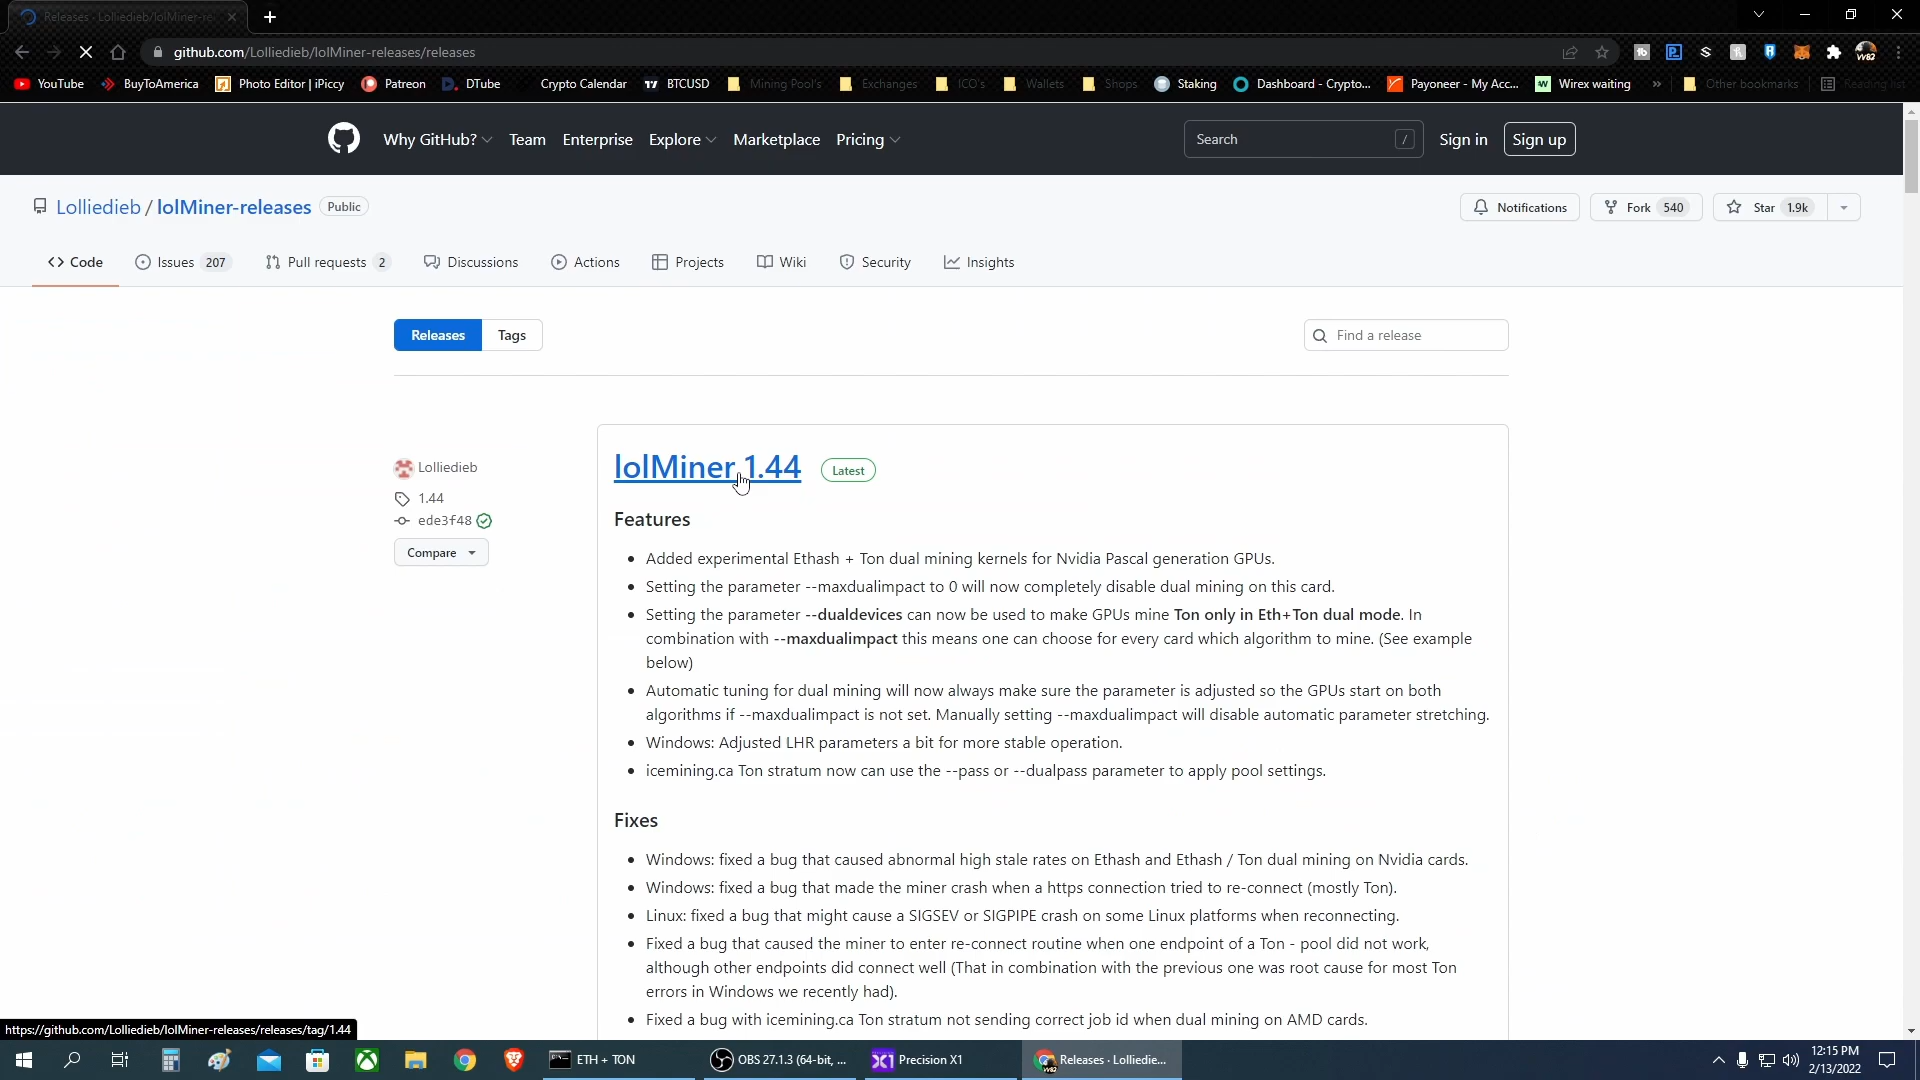 Releases · Lolliedieb/lolMiner-re
github.com/Lolliedieb/lolMiner-releases/releases
YouTube BuyToAmerica Photo Editor | iPiccy Patreon DTube Crypto Calendar BTCUSD Mining Pool's Exchanges ICO's Wallets Shops Staking Dashboard - Crypto... Payoneer - My Acc... Wirex waiting » Other bookmarks Reading list
Why GitHub? Team Enterprise Explore Marketplace Pricing Search / Sign in Sign up
Lolliedieb / lolMiner-releases Public Notifications Fork 540 Star 1.9k
Code Issues 207 Pull requests 2 Discussions Actions Projects Wiki Security Insights
Releases Tags Find a release
lolMiner 1.44 Latest
Lolliedieb
1.44
ede3f48
Compare
Features
• Added experimental Ethash + Ton dual mining kernels for Nvidia Pascal generation GPUs.
• Setting the parameter --maxdualimpact to 0 will now completely disable dual mining on this card.
• Setting the parameter --dualdevices can now be used to make GPUs mine Ton only in Eth+Ton dual mode. In
combination with --maxdualimpact this means one can choose for every card which algorithm to mine. (See example
below)
• Automatic tuning for dual mining will now always make sure the parameter is adjusted so the GPUs start on both
algorithms if --maxdualimpact is not set. Manually setting --maxdualimpact will disable automatic parameter stretching.
• Windows: Adjusted LHR parameters a bit for more stable operation.
• icemining.ca Ton stratum now can use the --pass or --dualpass parameter to apply pool settings.
Fixes
• Windows: fixed a bug that caused abnormal high stale rates on Ethash and Ethash / Ton dual mining on Nvidia cards.
• Windows: fixed a bug that made the miner crash when a https connection tried to re-connect (mostly Ton).
• Linux: fixed a bug that might cause a SIGSEV or SIGPIPE crash on some Linux platforms when reconnecting.
• Fixed a bug that caused the miner to enter re-connect routine when one endpoint of a Ton - pool did not work,
although other endpoints did connect well (That in combination with the previous one was root cause for most Ton
errors in Windows we recently had).
• Fixed a bug with icemining.ca Ton stratum not sending correct job id when dual mining on AMD cards.
https://github.com/Lolliedieb/lolMiner-releases/releases/tag/1.44
ETH + TON OBS 27.1.3 (64-bit, ... Precision X1 Releases · Lolliedie...
12:15 PM
2/13/2022